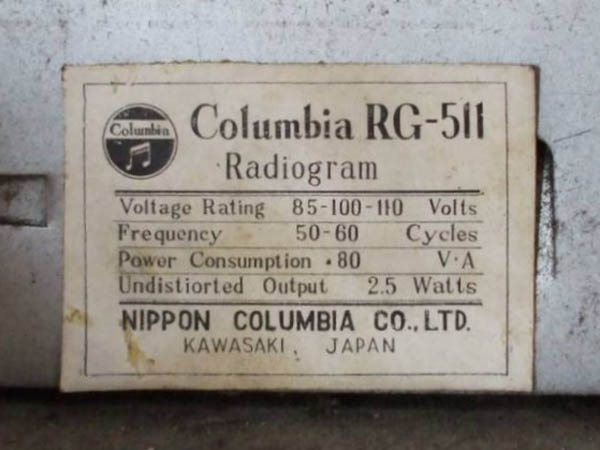 Columbia
Columbia RG-511
Radiogram
Voltage Rating 85-100-110 Volts
Frequency 50-60 Cycles
Power Consumption . 80 V·A
Undistiorted Output 2.5 Watts
NIPPON COLUMBIA CO., LTD.
KAWASAKI, JAPAN